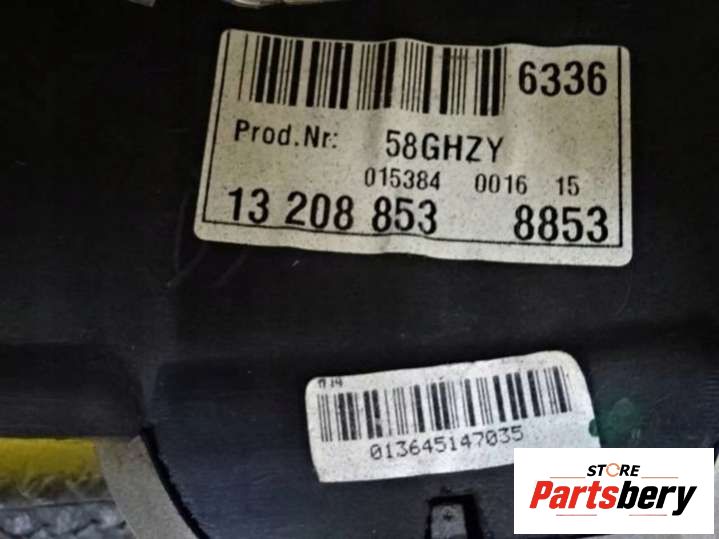 6336
Prod.Nr: 58GHZY
015384 0016 15
13 208 853 8853
013645147035
STORE
Partsbery